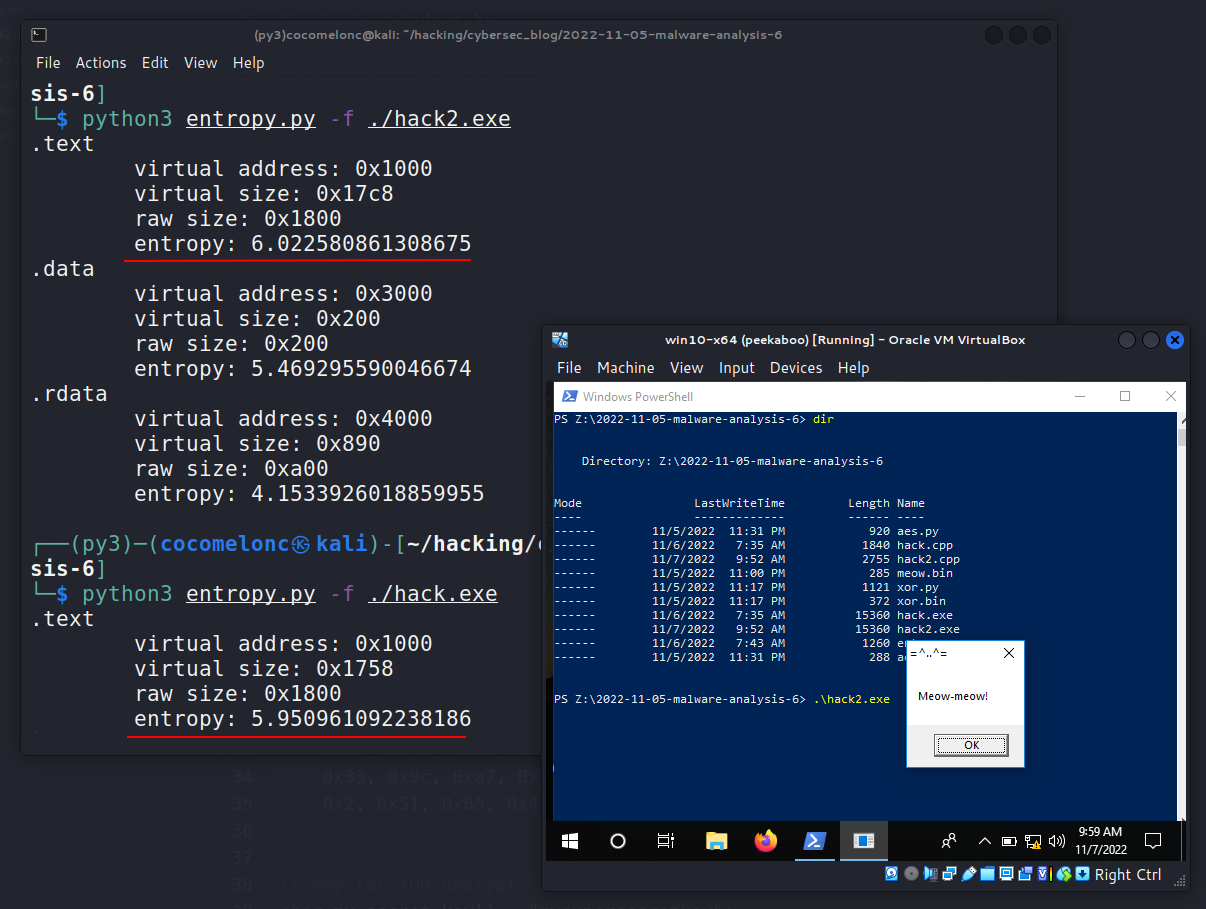 (py3)cocomelonc@kali: ~/hacking/cybersec_blog/2022-11-05-malware-analysis-6
File Actions Edit View Help
sis-6]
└─$ python3 entropy.py -f ./hack2.exe
.text
virtual address: 0x1000
virtual size: 0x17c8
raw size: 0x1800
entropy: 6.022580861308675
.data
virtual address: 0x3000
virtual size: 0x200
raw size: 0x200
entropy: 5.469295590046674
.rdata
virtual address: 0x4000
virtual size: 0x890
raw size: 0xa00
entropy: 4.1533926018859955
┌──(py3)─(cocomelonc㉿kali)-[~/hacking/
sis-6]
└─$ python3 entropy.py -f ./hack.exe
.text
virtual address: 0x1000
virtual size: 0x1758
raw size: 0x1800
entropy: 5.950961092238186
34 0x33, 0x9c, 0xa7,
35 0x2, 0x51, 0x65,
36
37
38 // key for XOR decrypt
win10-x64 (peekaboo) [Running] - Oracle VM VirtualBox
File Machine View Input Devices Help
Windows PowerShell
PS Z:\2022-11-05-malware-analysis-6> dir
Directory: Z:\2022-11-05-malware-analysis-6
Mode LastWriteTime Length Name
---- ------------- ------ ----
------ 11/5/2022 11:31 PM 920 aes.py
------ 11/6/2022 7:35 AM 1840 hack.cpp
------ 11/7/2022 9:52 AM 2755 hack2.cpp
------ 11/5/2022 11:00 PM 285 meow.bin
------ 11/5/2022 11:17 PM 1121 xor.py
------ 11/5/2022 11:17 PM 372 xor.bin
------ 11/6/2022 7:35 AM 15360 hack.exe
------ 11/7/2022 9:52 AM 15360 hack2.exe
------ 11/6/2022 7:43 AM 1260
------ 11/5/2022 11:31 PM 288
PS Z:\2022-11-05-malware-analysis-6> .\hack2.exe
=^..^=
Meow-meow!
OK
9:59 AM
11/7/2022
Right Ctrl